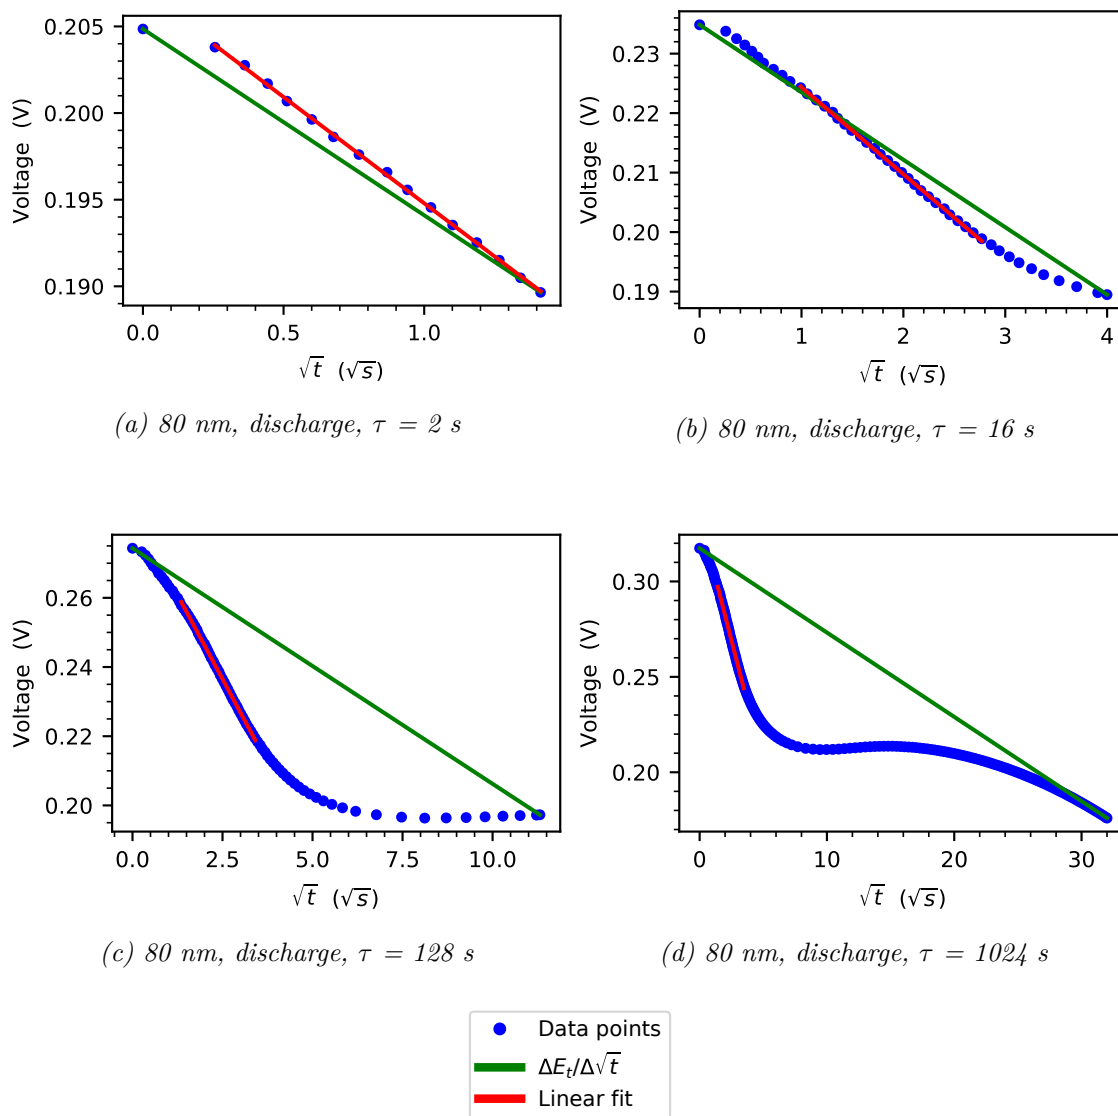 0.205
0.200
0.195
0.190
Voltage (V)
0.0 0.5 1.0
√t (√s)
(a) 80 nm, discharge, τ = 2 s
0.23
0.22
0.21
0.20
0.19
Voltage (V)
0 1 2 3 4
√t (√s)
(b) 80 nm, discharge, τ = 16 s
0.26
0.24
0.22
0.20
Voltage (V)
0.0 2.5 5.0 7.5 10.0
√t (√s)
(c) 80 nm, discharge, τ = 128 s
0.30
0.25
0.20
Voltage (V)
0 10 20 30
√t (√s)
(d) 80 nm, discharge, τ = 1024 s
Data points
ΔE_t/Δ√t
Linear fit